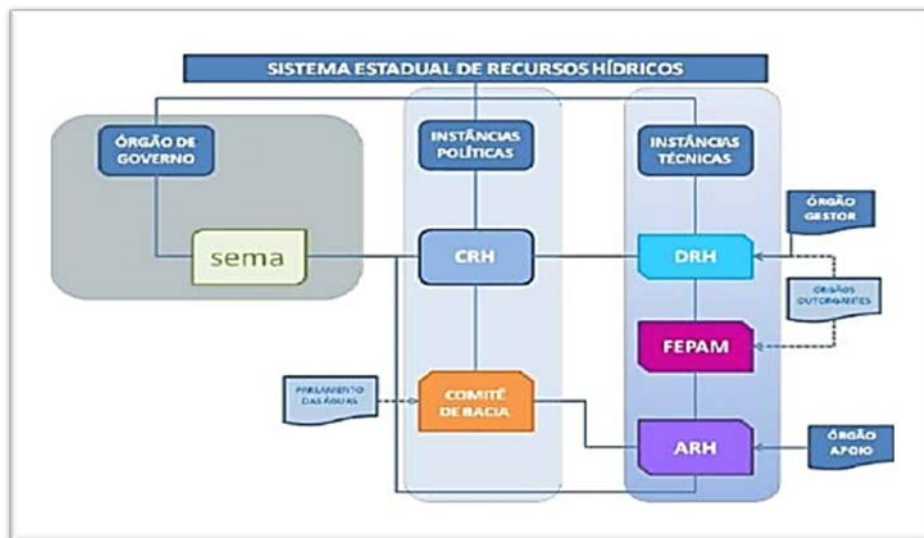 SISTEMA ESTADUAL DE RECURSOS HÍDRICOS
ÓRGÃO DE
GOVERNO
INSTÂNCIAS
POLÍTICAS
INSTÂNCIAS
TÉCNICAS
ÓRGÃO
GESTOR
sema
CRH
DRH
ÓRGÃOS
OUTORGANTES
FEPAM
PARLAMENTO
DAS ÁGUAS
COMITÊ
DE BACIA
ARH
ÓRGÃO
APOIO